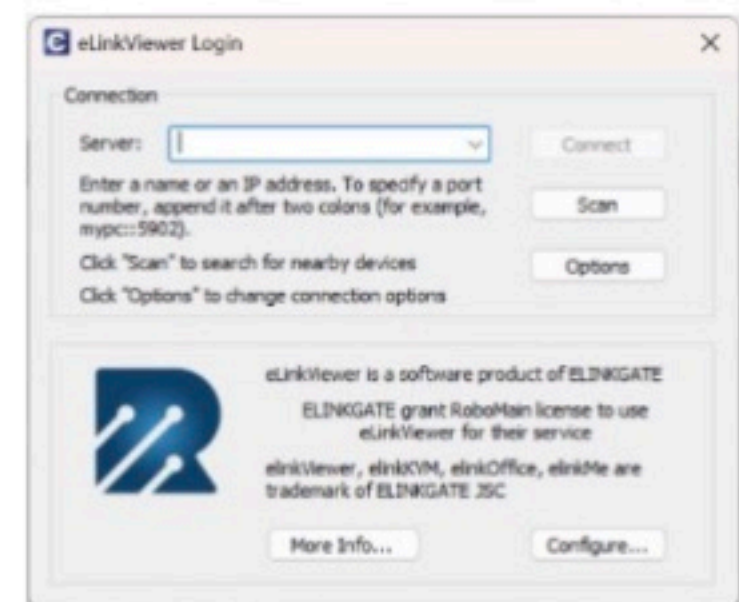 eLinkViewer Login
Connection
Server:
Connect
Enter a name or an IP address. To specify a port
number, append it after two colons (for example,
mypc::5902).
Scan
Click "Scan" to search for nearby devices
Options
Click "Options" to change connection options
eLinkViewer is a software product of ELINKGATE
ELINKGATE grant RoboMain license to use
eLinkViewer for their service
elinkViewer, elinkKVM, elinkOffice, elinkMe are
trademark of ELINKGATE JSC
More Info...
Configure...